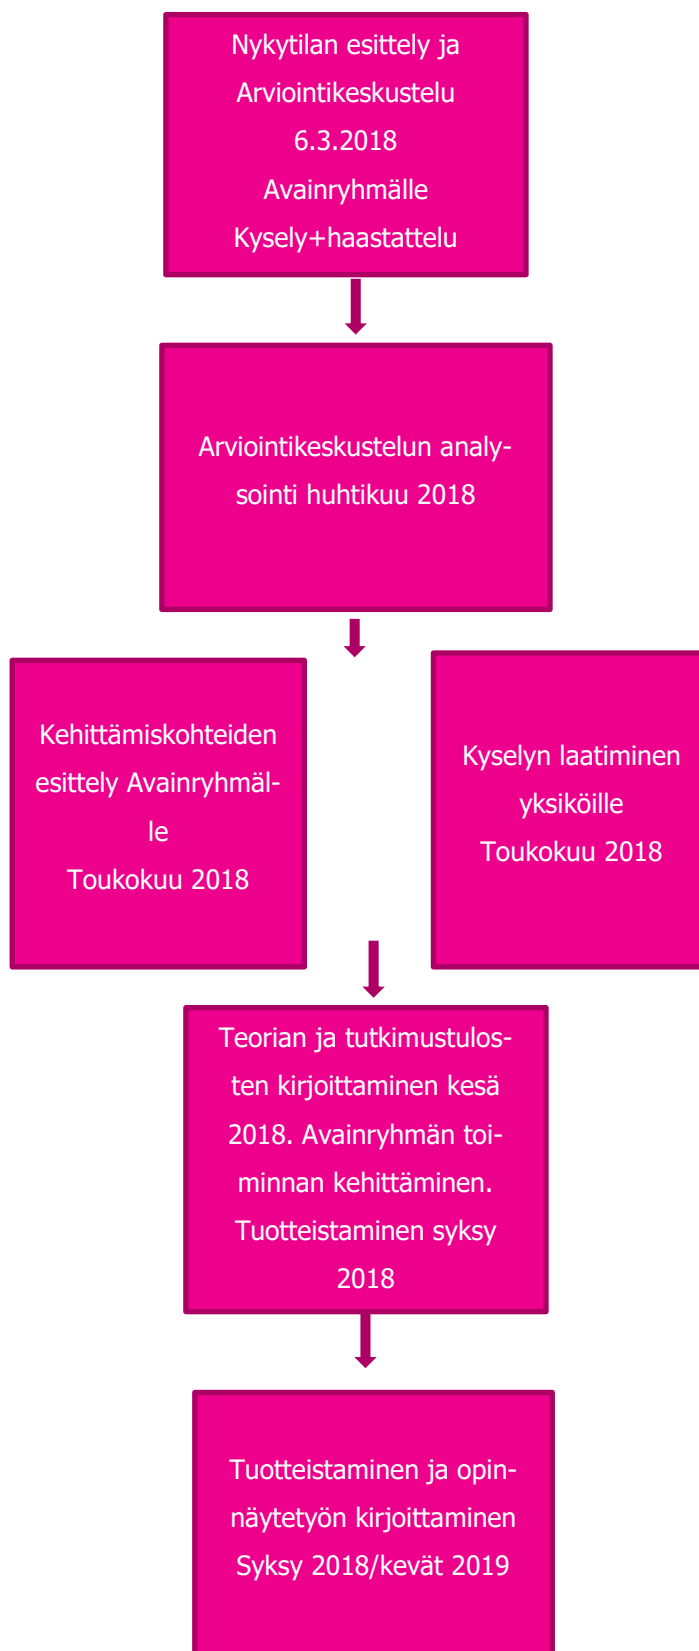 Nykytilan esittely ja
Arviointikeskustelu
6.3.2018
Avainryhmälle
Kysely+haastattelu
Arviointikeskustelun analy-
sointi huhtikuu 2018
Kehittämiskohteiden
esittely Avainryhmäl-
le
Toukokuu 2018
Kyselyn laatiminen
yksiköille
Toukokuu 2018
Teorian ja tutkimustulos-
ten kirjoittaminen kesä
2018. Avainryhmän toi-
minnan kehittäminen.
Tuotteistaminen syksy
2018
Tuotteistaminen ja opin-
näytetyön kirjoittaminen
Syksy 2018/kevät 2019